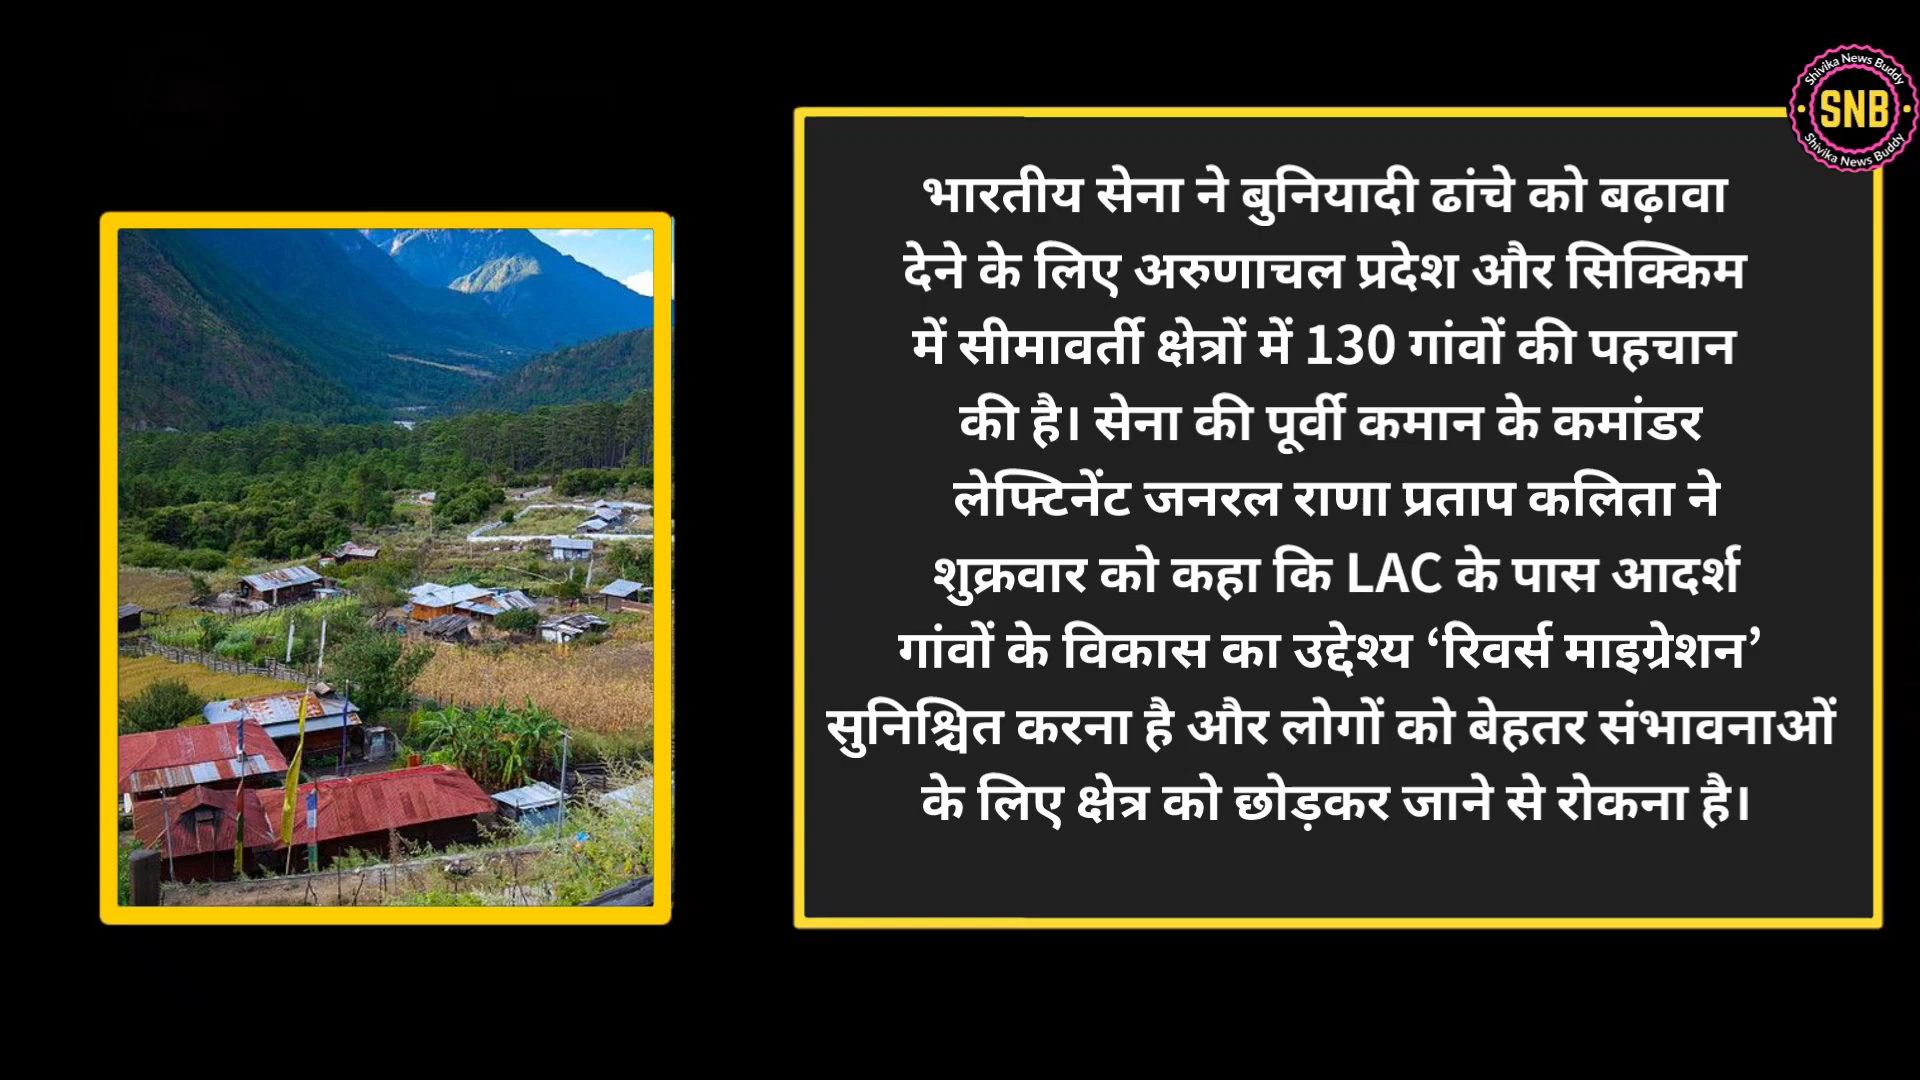 Shivika News Buddy
SNB
Shivika News Buddy
भारतीय सेना ने बुनियादी ढांचे को बढ़ावा
देने के लिए अरुणाचल प्रदेश और सिक्किम
में सीमावर्ती क्षेत्रों में 130 गांवों की पहचान
की है। सेना की पूर्वी कमान के कमांडर
लेफ्टिनेंट जनरल राणा प्रताप कलिता ने
शुक्रवार को कहा कि LAC के पास आदर्श
गांवों के विकास का उद्देश्य ‘रिवर्स माइग्रेशन’
सुनिश्चित करना है और लोगों को बेहतर संभावनाओं
के लिए क्षेत्र को छोड़कर जाने से रोकना है।